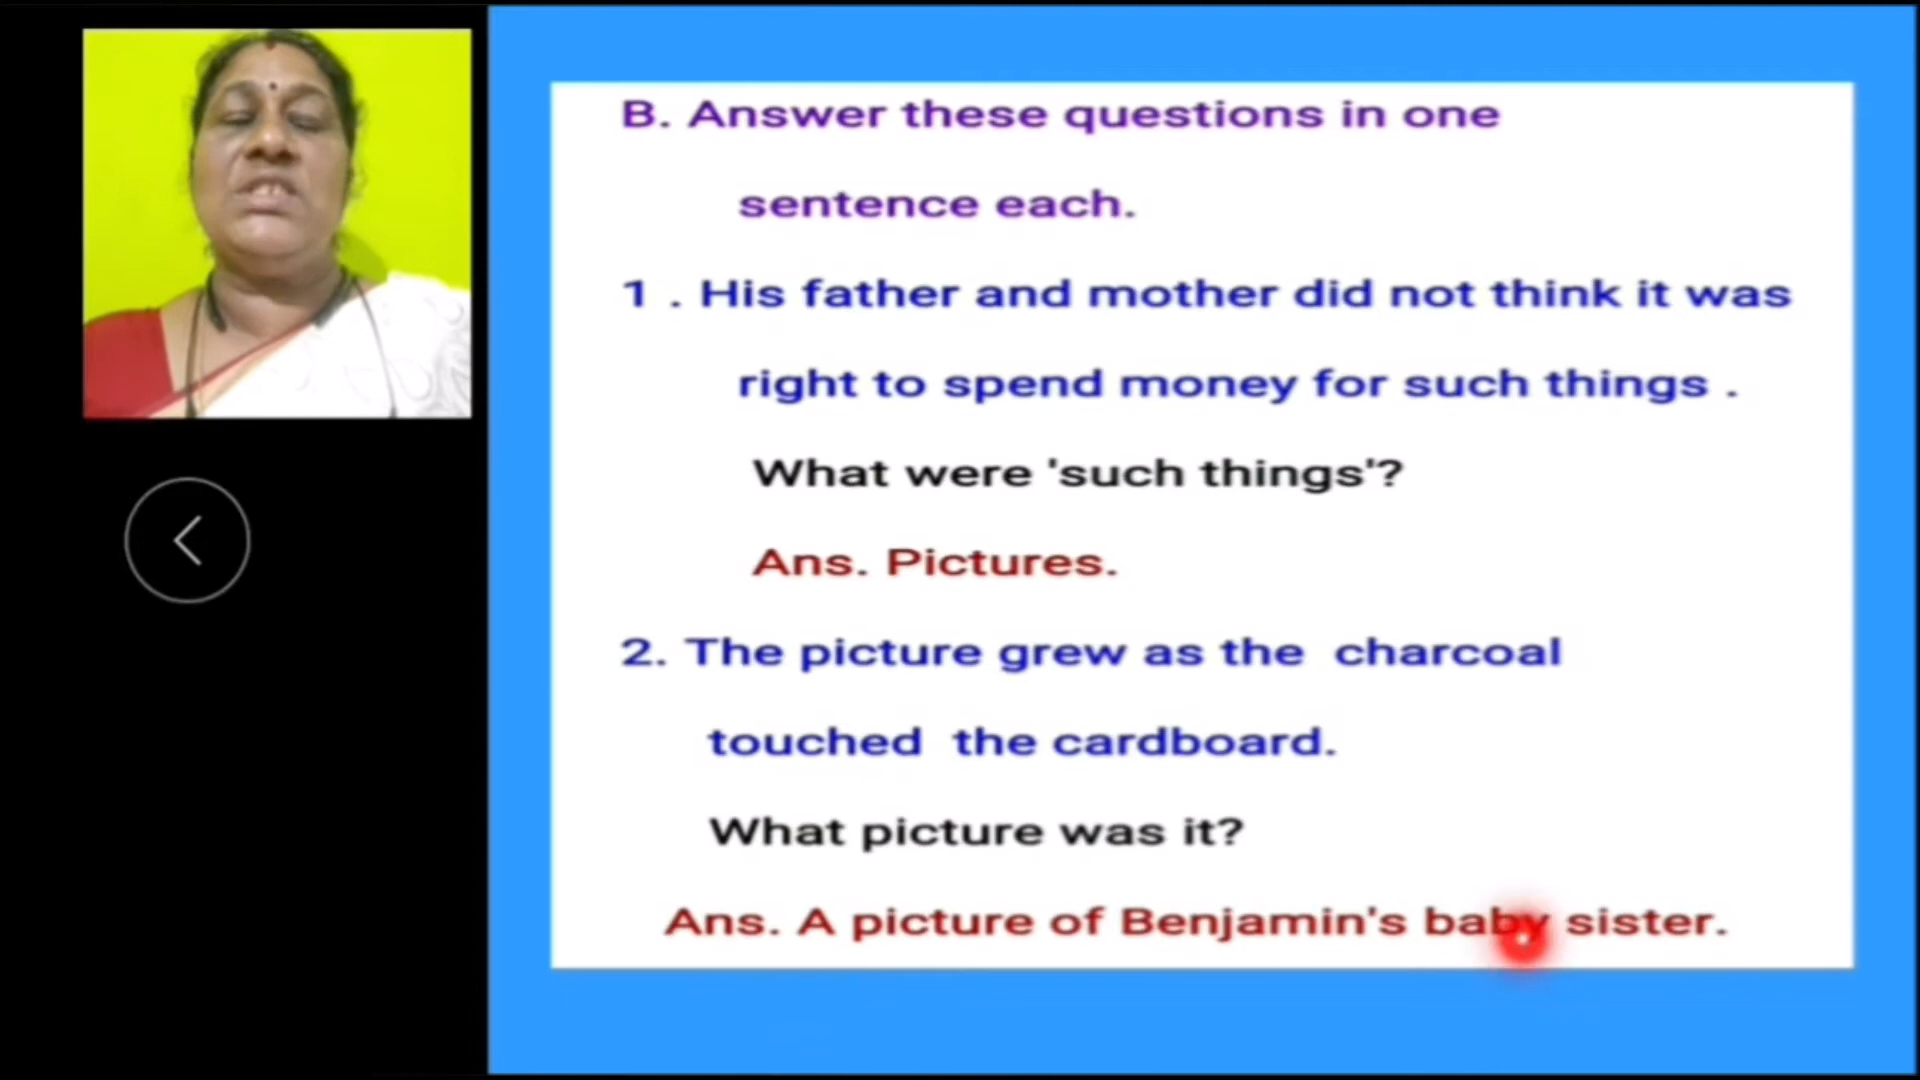 B. Answer these questions in one
sentence each.
1 . His father and mother did not think it was
right to spend money for such things .
What were 'such things'?
Ans. Pictures.
2. The picture grew as the charcoal
touched the cardboard.
What picture was it?
Ans. A picture of Benjamin's baby sister.